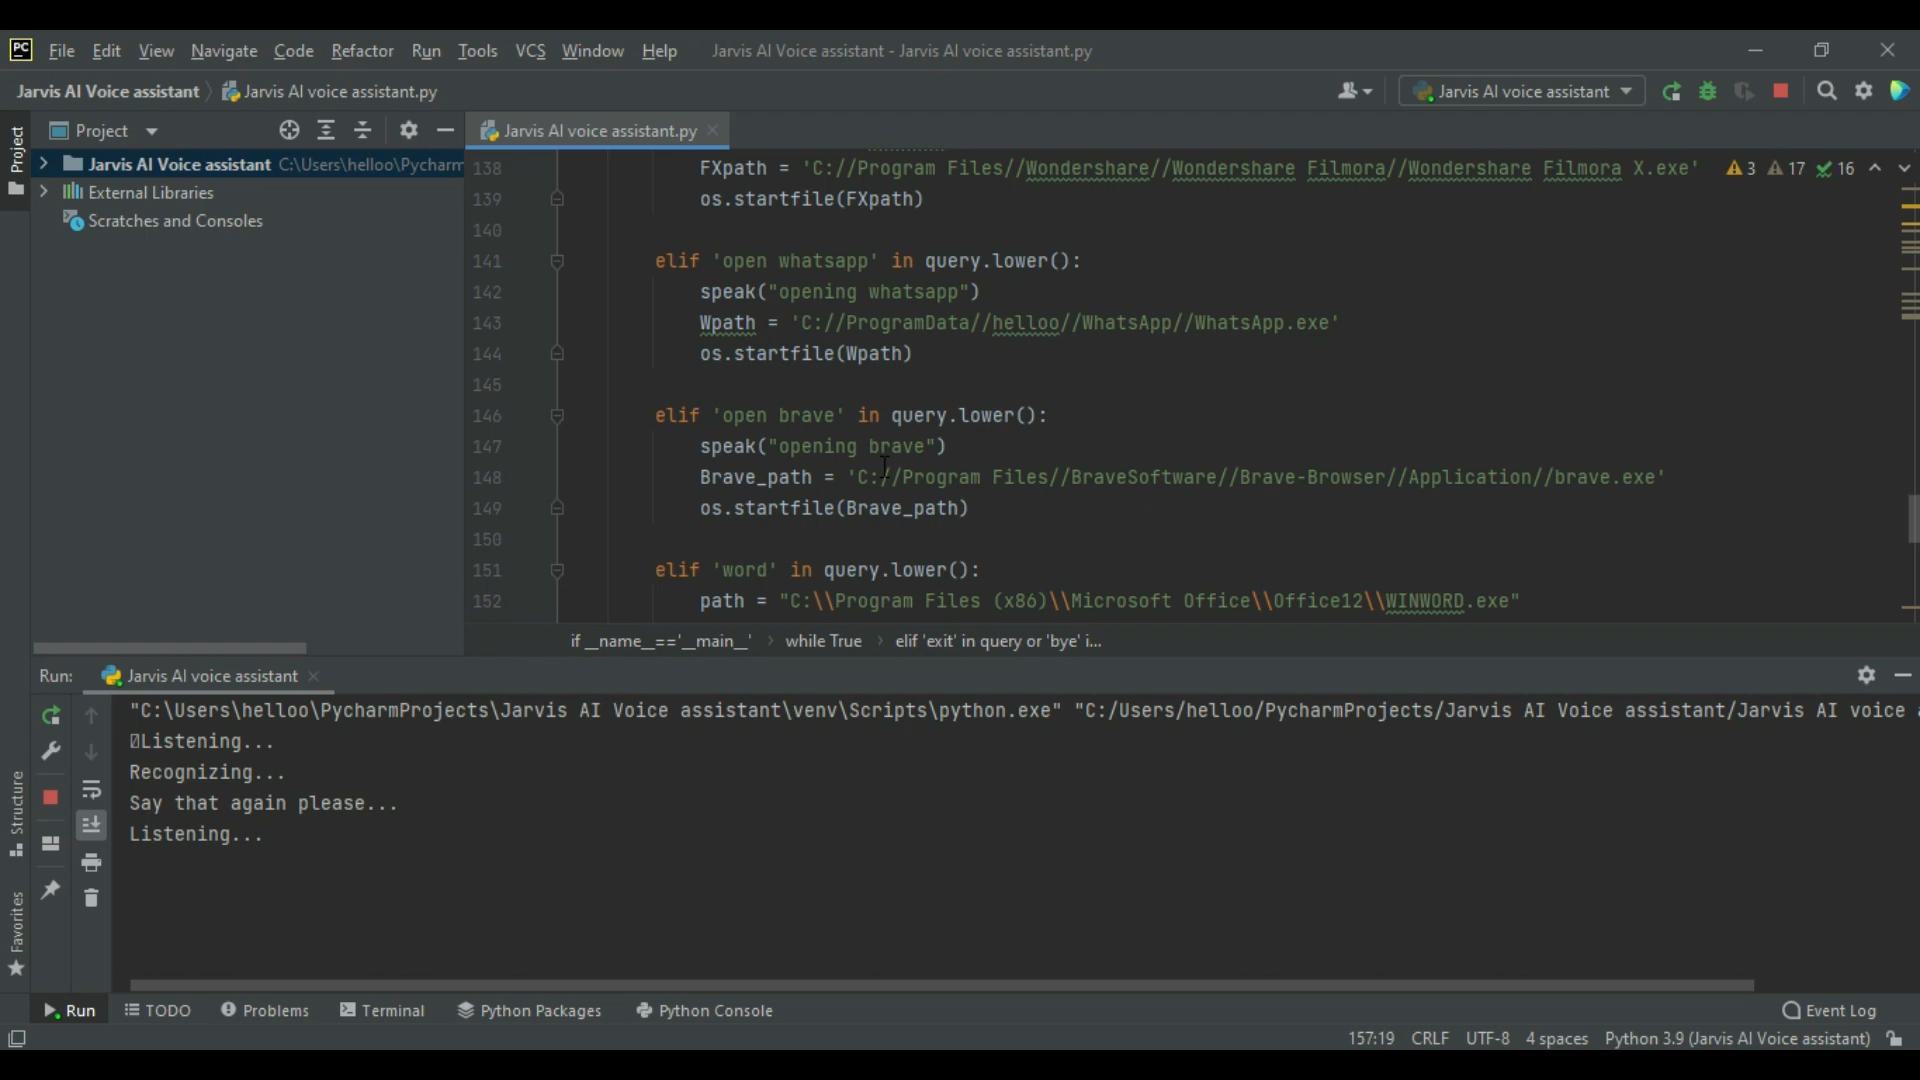 PC File Edit View Navigate Code Refactor Run Tools VCS Window Help Jarvis AI Voice assistant - Jarvis AI voice assistant.py
Jarvis AI Voice assistant Jarvis AI voice assistant.py Jarvis AI voice assistant
Project Project Jarvis AI voice assistant.py
Jarvis AI Voice assistant C:\Users\helloo\Pycharm
External Libraries
Scratches and Consoles
138 FXpath = 'C://Program Files//Wondershare//Wondershare Filmora//Wondershare Filmora X.exe' 3 17 16
139 os.startfile(FXpath)
140
141 elif 'open whatsapp' in query.lower():
142 speak("opening whatsapp")
143 Wpath = 'C://ProgramData//helloo//WhatsApp//WhatsApp.exe'
144 os.startfile(Wpath)
145
146 elif 'open brave' in query.lower():
147 speak("opening brave")
148 Brave_path = 'C://Program Files//BraveSoftware//Brave-Browser//Application//brave.exe'
149 os.startfile(Brave_path)
150
151 elif 'word' in query.lower():
152 path = "C:\\Program Files (x86)\\Microsoft Office\\Office12\\WINWORD.exe"
if __name__=='__main__' while True elif 'exit' in query or 'bye' i...
Run: Jarvis AI voice assistant
"C:\Users\helloo\PycharmProjects\Jarvis AI Voice assistant\venv\Scripts\python.exe" "C:/Users/helloo/PycharmProjects/Jarvis AI Voice assistant/Jarvis AI voice
Listening...
Recognizing...
Say that again please...
Listening...
Structure
Favorites
Run TODO Problems Terminal Python Packages Python Console Event Log
157:19 CRLF UTF-8 4 spaces Python 3.9 (Jarvis AI Voice assistant)